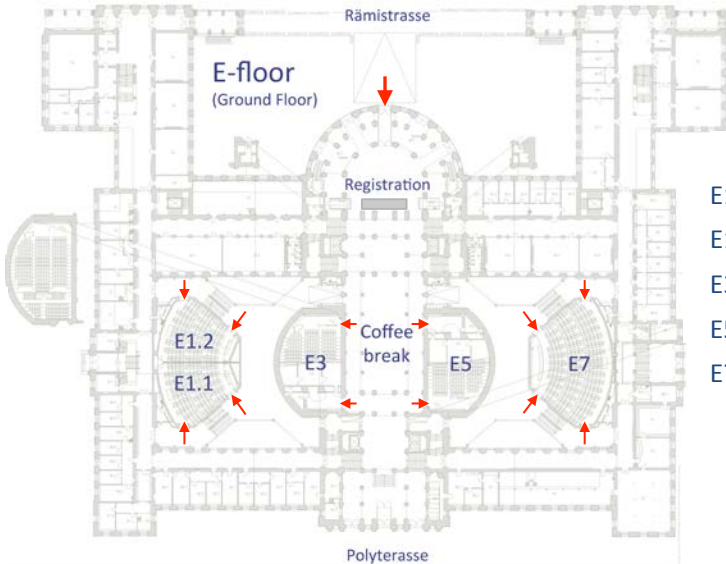 Rämistrasse
E-floor
(Ground Floor)
Registration
E1.2
E1.1
E3
Coffee
break
E5
E7
Polyterasse